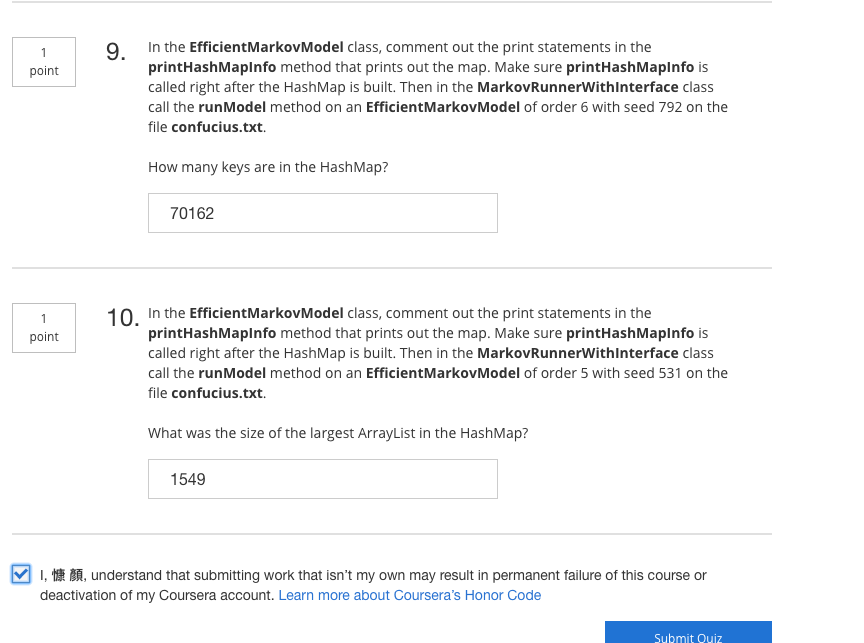 1
point
9.
In the EfficientMarkovModel class, comment out the print statements in the
printHashMapInfo method that prints out the map. Make sure printHashMapInfo is
called right after the HashMap is built. Then in the MarkovRunnerWithInterface class
call the runModel method on an EfficientMarkovModel of order 6 with seed 792 on the
file confucius.txt.
How many keys are in the HashMap?
70162
1
point
10.
In the EfficientMarkovModel class, comment out the print statements in the
printHashMapInfo method that prints out the map. Make sure printHashMapInfo is
called right after the HashMap is built. Then in the MarkovRunnerWithInterface class
call the runModel method on an EfficientMarkovModel of order 5 with seed 531 on the
file confucius.txt.
What was the size of the largest ArrayList in the HashMap?
1549
I, 慷 顏, understand that submitting work that isn't my own may result in permanent failure of this course or
deactivation of my Coursera account. Learn more about Coursera's Honor Code
Submit Quiz